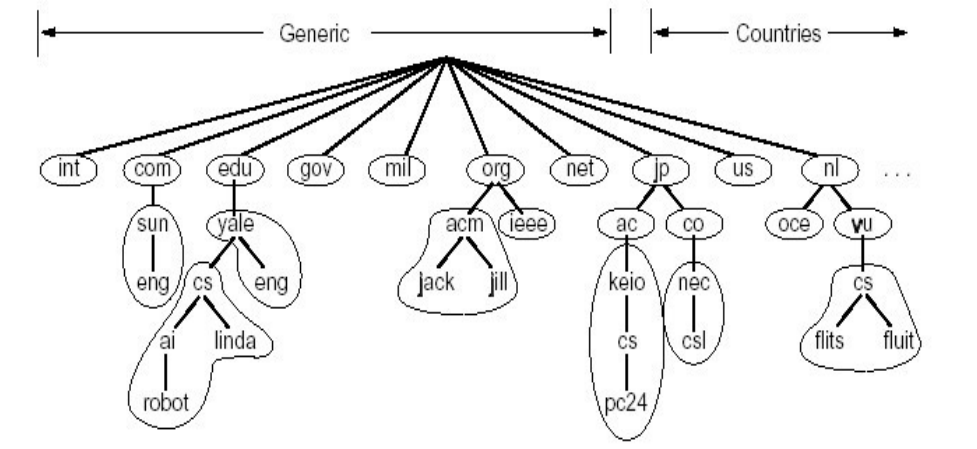 Generic Countries
int com edu gov mil org net jp us nl ...
sun yale acm ieee ac co oce vu
eng cs eng jack jill keio nec cs
ai linda cs csl flits fluit
robot pc24